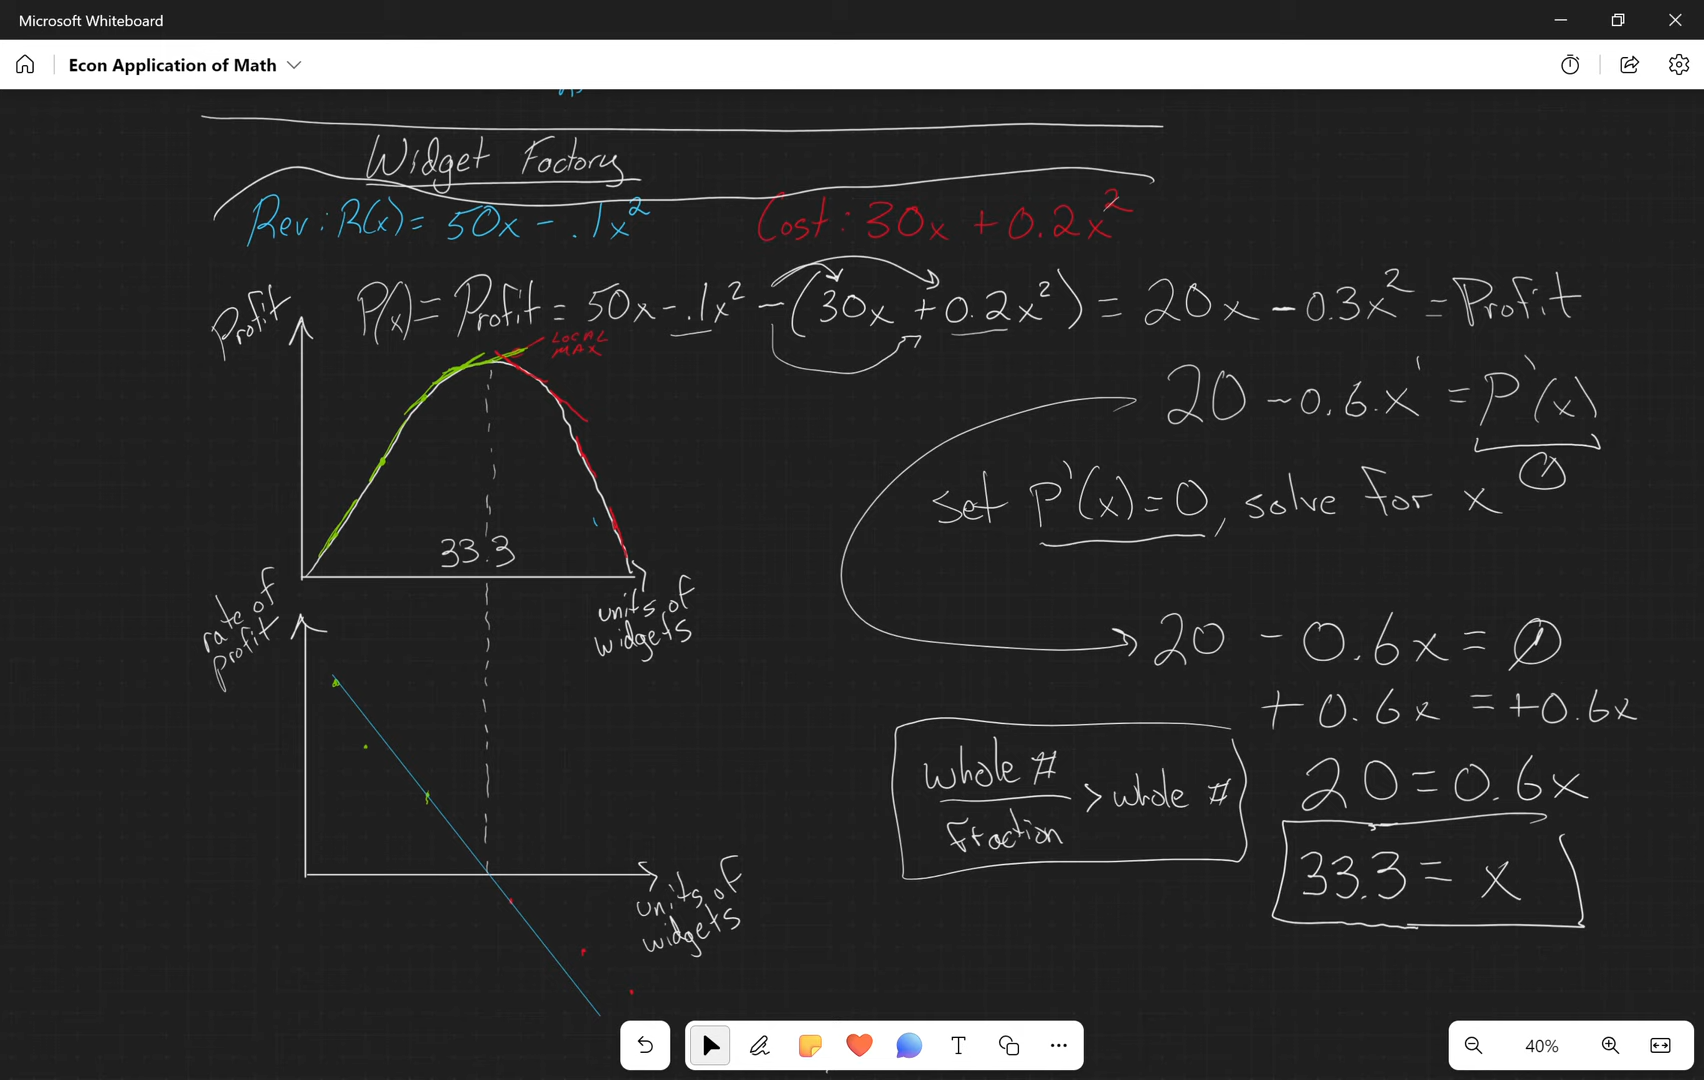 Microsoft Whiteboard
Econ Application of Math
Widget Factory
Rev: R(x) = 50x - .1x²
Cost: 30x + 0.2x²
Profit
P(x) = Profit = 50x - .1x² - (30x + 0.2x²) = 20x - 0.3x² = Profit
LOCAL
MAX
20 - 0.6·x' = P'(x)
0
set P'(x) = 0, solve for x
33.3
units of
widgets
rate of
profit
20 - 0.6x = 0
+ 0.6x = +0.6x
whole #
fraction
> whole #
20 = 0.6x
33.3 = x
units of
widgets
T
40%